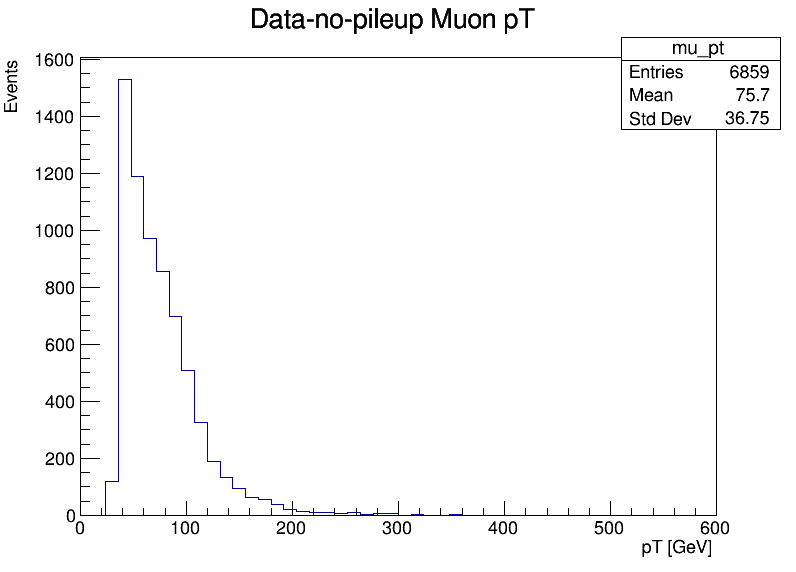 Data-no-pileup Muon pT
mu_pt
Entries 6859
Mean 75.7
Std Dev 36.75
Events
1600
1400
1200
1000
800
600
400
200
0
0 100 200 300 400 500 600
pT [GeV]